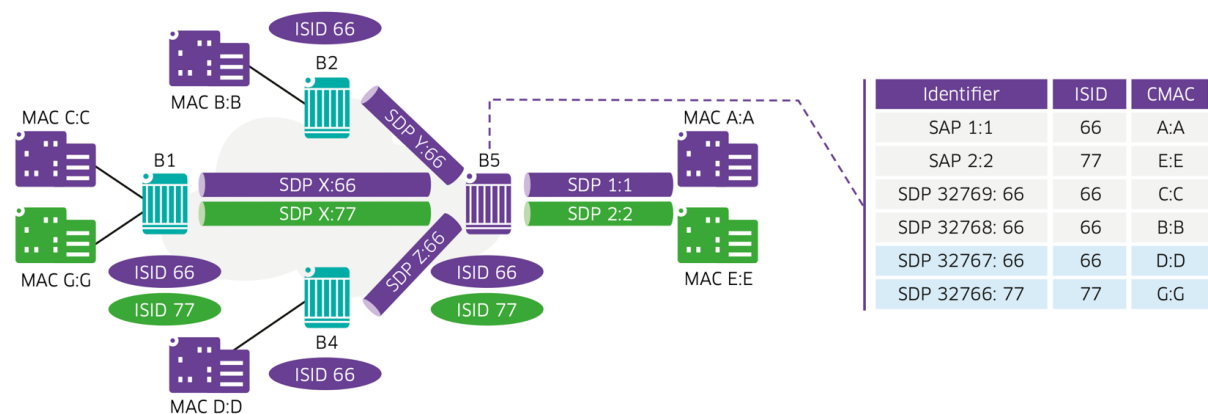 ISID 66
B2
MAC B:B
SDP Y:66
MAC C:C
B1
SDP X:66
SDP X:77
B5
SDP 1:1
SDP 2:2
MAC A:A
MAC G:G
ISID 66
ISID 77
SDP Z:66
ISID 66
ISID 77
MAC E:E
B4
ISID 66
MAC D:D
Identifier ISID CMAC
SAP 1:1 66 A:A
SAP 2:2 77 E:E
SDP 32769: 66 66 C:C
SDP 32768: 66 66 B:B
SDP 32767: 66 66 D:D
SDP 32766: 77 77 G:G